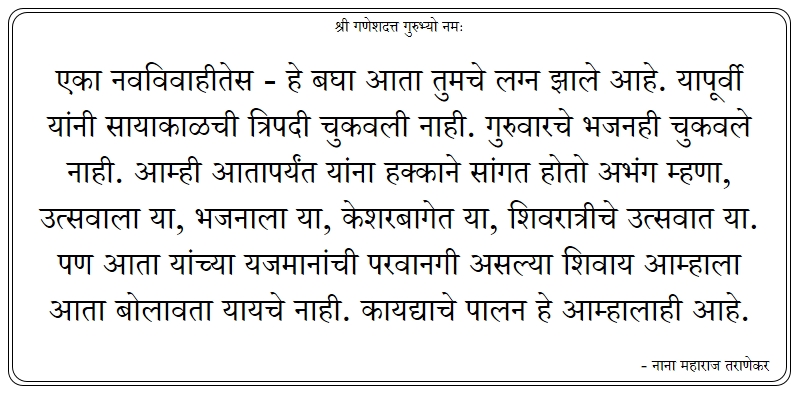 श्री गणेशदत्त गुरुभ्यो नमः
एका नवविवाहीतेस - हे बघा आता तुमचे लग्न झाले आहे. यापूर्वी
यांनी सायाकाळची त्रिपदी चुकवली नाही. गुरुवारचे भजनही चुकवले
नाही. आम्ही आतापर्यंत यांना हक्काने सांगत होतो अभंग म्हणा,
उत्सवाला या, भजनाला या, केशरबागेत या, शिवरात्रीचे उत्सवात या.
पण आता यांच्या यजमानांची परवानगी असल्या शिवाय आम्हाला
आता बोलावता यायचे नाही. कायद्याचे पालन हे आम्हालाही आहे.
- नाना महाराज तराणेकर